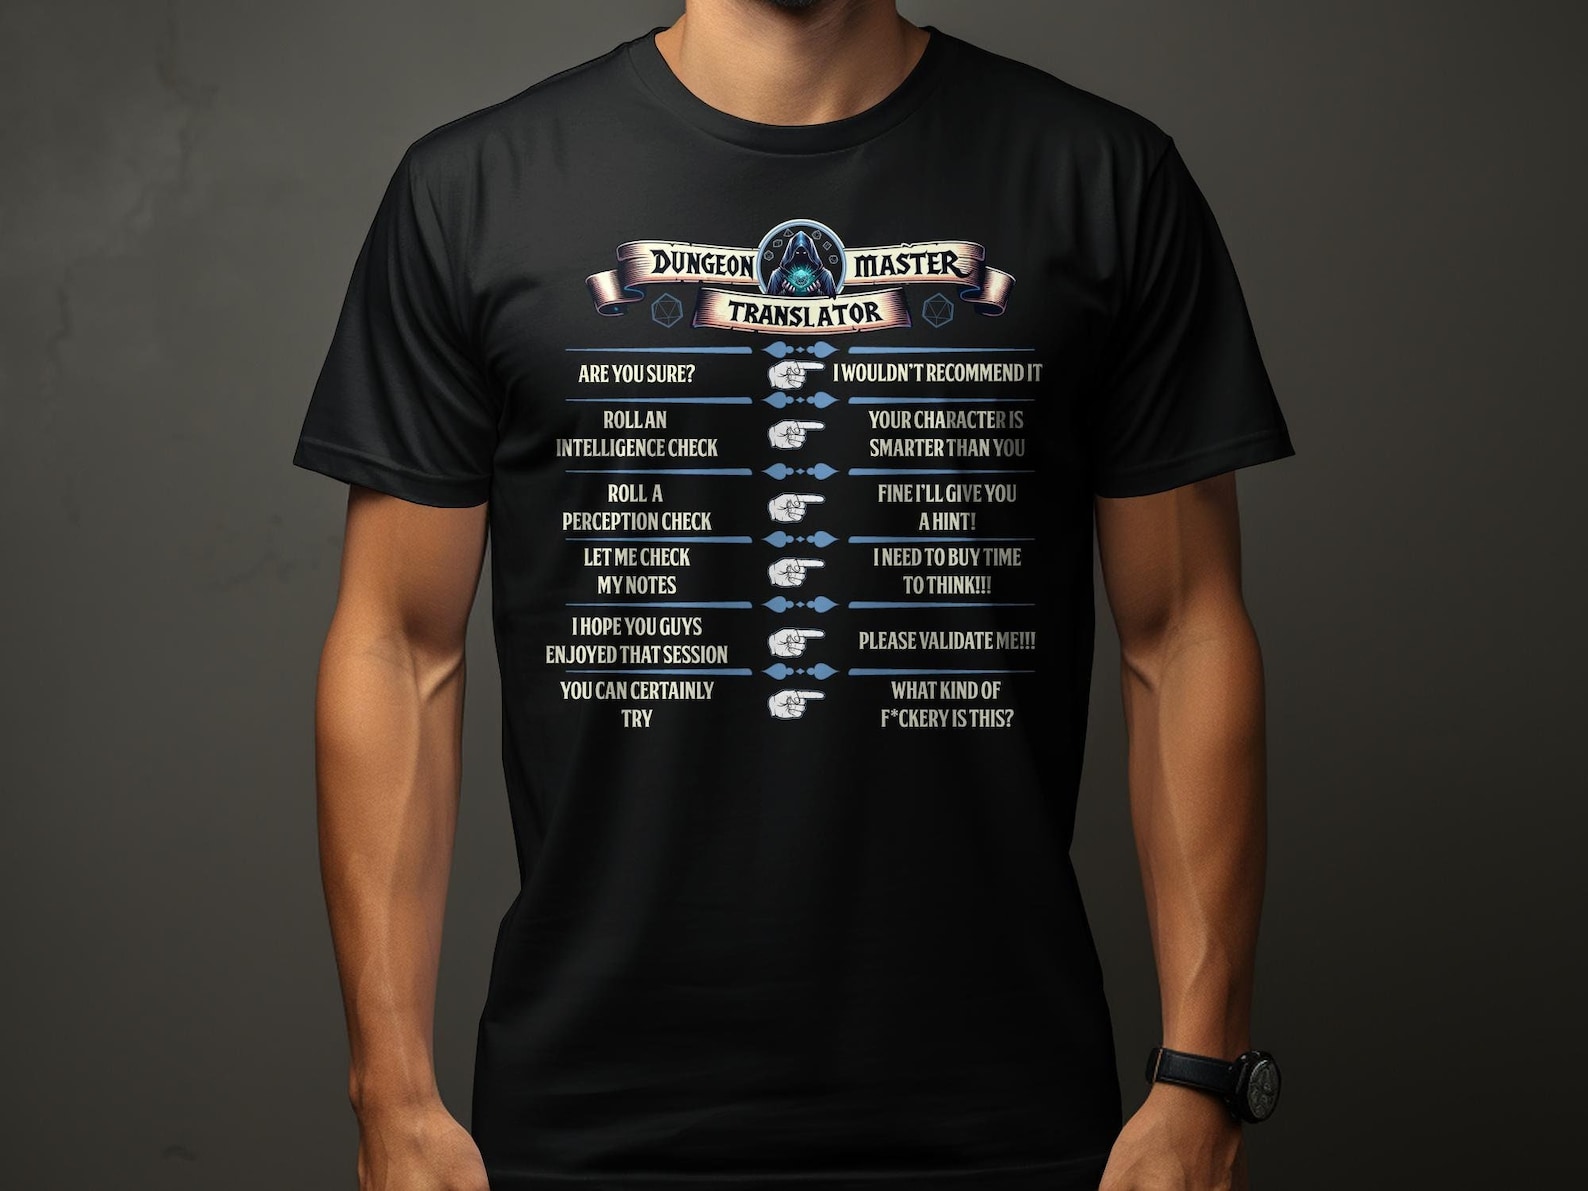 DUNGEON MASTER
TRANSLATOR
ARE YOU SURE?
I WOULDN'T RECOMMEND IT
ROLL AN
INTELLIGENCE CHECK
YOUR CHARACTER IS
SMARTER THAN YOU
ROLL A
PERCEPTION CHECK
FINE I'LL GIVE YOU
A HINT!
LET ME CHECK
MY NOTES
I NEED TO BUY TIME
TO THINK!!!
I HOPE YOU GUYS
ENJOYED THAT SESSION
PLEASE VALIDATE ME!!!
YOU CAN CERTAINLY
TRY
WHAT KIND OF
F*CKERY IS THIS?